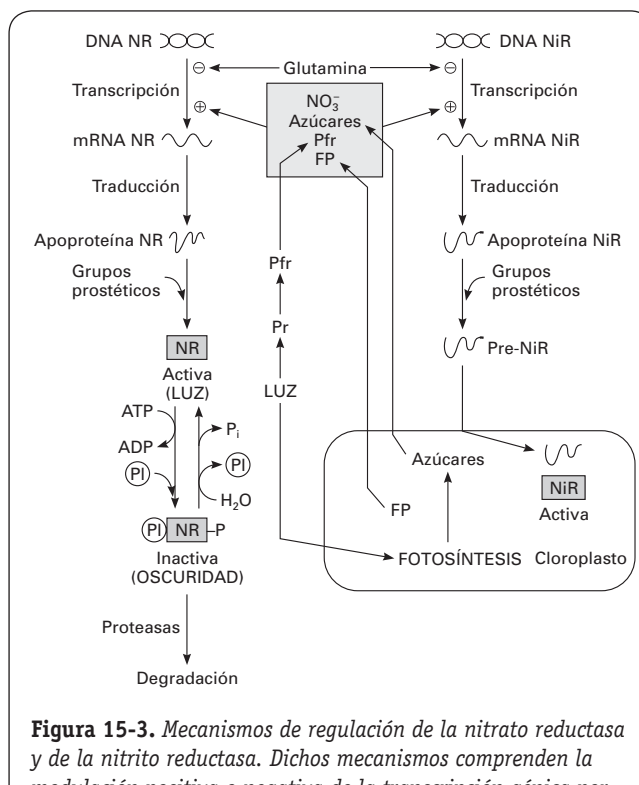 DNA NR
DNA NiR
⊖ Glutamina ⊖
Transcripción
Transcripción
⊕
⊕
NO₃⁻
Azúcares
Pfr
FP
mRNA NR
mRNA NiR
Traducción
Traducción
Apoproteína NR
Apoproteína NiR
Grupos
prostéticos
Grupos
prostéticos
Pfr
Pr
LUZ
NR
Activa
(LUZ)
Pre-NiR
ATP
ADP
PI
Pᵢ
PI
H₂O
PI NR –P
Inactiva
(OSCURIDAD)
Proteasas
Degradación
Azúcares
FP
NiR
Activa
FOTOSÍNTESIS
Cloroplasto
Figura 15-3. Mecanismos de regulación de la nitrato reductasa
y de la nitrito reductasa. Dichos mecanismos comprenden la